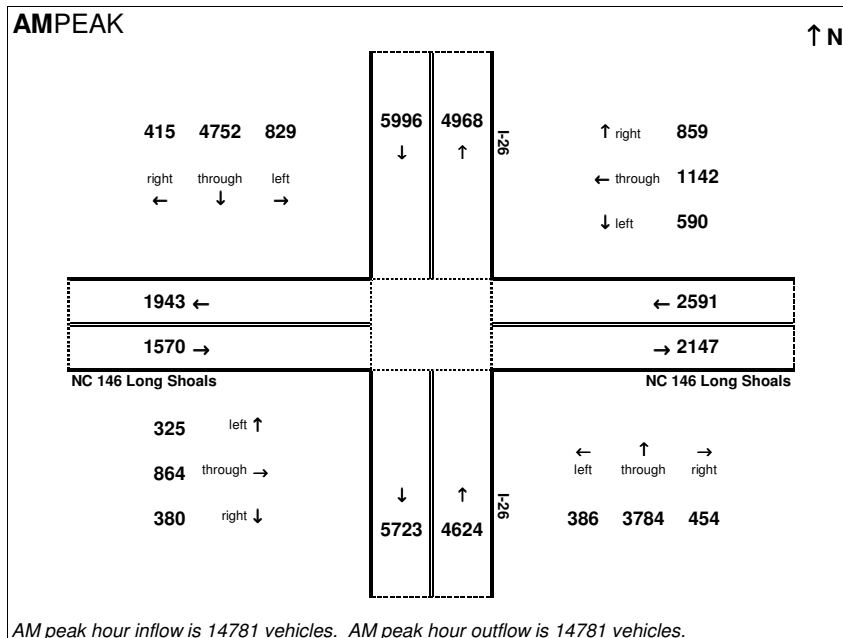 AMPEAK
↑ N
415 4752 829
right through left
← ↓ →
5996 4968
↓ ↑
I-26
↑ right 859
← through 1142
↓ left 590
1943 ←
← 2591
1570 →
→ 2147
NC 146 Long Shoals
NC 146 Long Shoals
325 left ↑
864 through →
380 right ↓
↓ ↑
5723 4624
I-26
← ↑ →
left through right
386 3784 454
AM peak hour inflow is 14781 vehicles. AM peak hour outflow is 14781 vehicles.